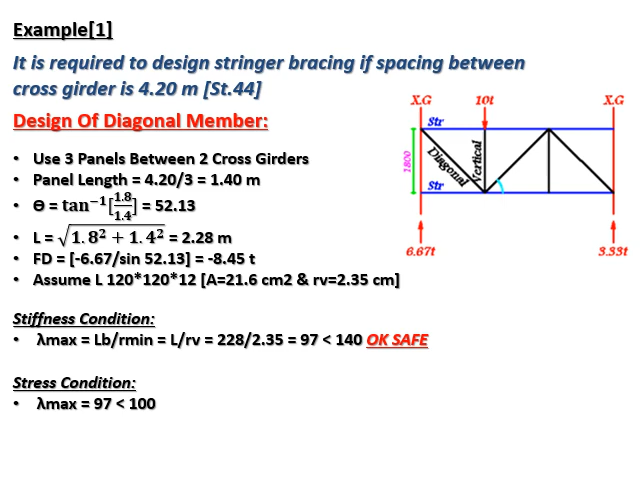 Example[1]
It is required to design stringer bracing if spacing between
cross girder is 4.20 m [St.44]
Design Of Diagonal Member:
• Use 3 Panels Between 2 Cross Girders
• Panel Length = 4.20/3 = 1.40 m
• ϴ = tan⁻¹[1.8/1.4] = 52.13
• L = √1.8² + 1.4² = 2.28 m
• FD = [-6.67/sin 52.13] = -8.45 t
• Assume L 120*120*12 [A=21.6 cm2 & rv=2.35 cm]
Stiffness Condition:
• λmax = Lb/rmin = L/rv = 228/2.35 = 97 < 140 OK SAFE
Stress Condition:
• λmax = 97 < 100
X.G 10t X.G
Str
1800
Diagonal
Vertical
Str
6.67t 3.33t